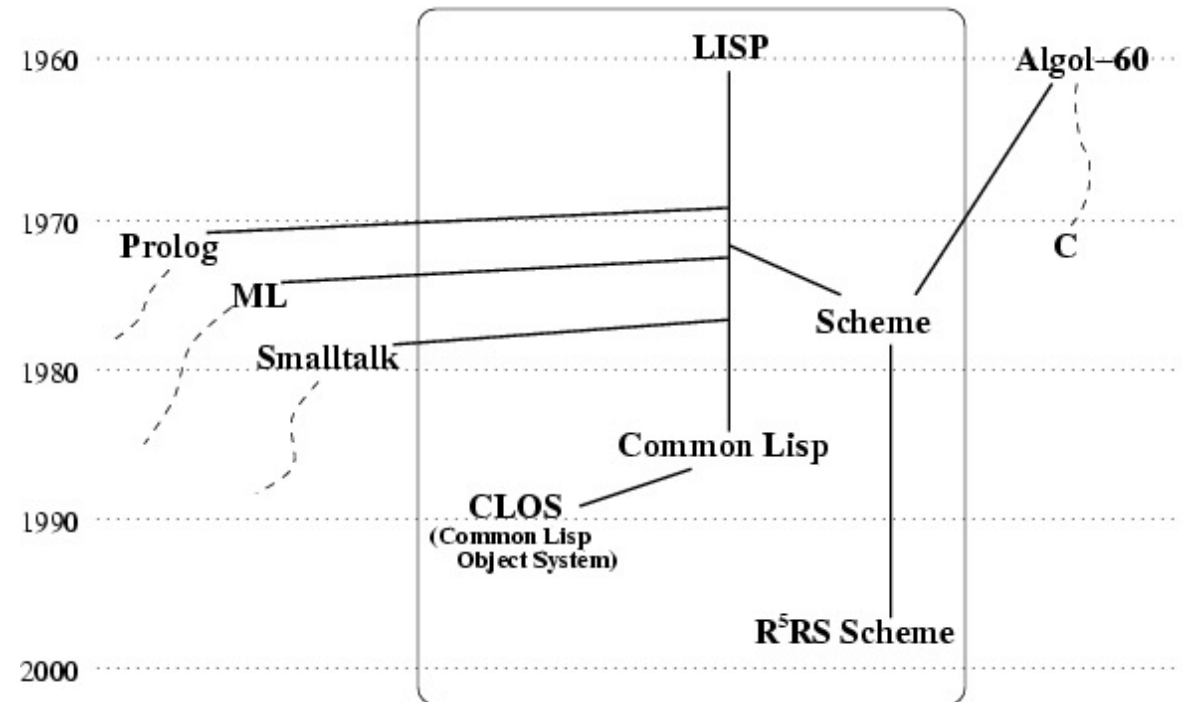 LISP
1960
Algol–60
1970
Prolog
C
ML
Scheme
Smalltalk
1980
Common Lisp
CLOS
1990
(Common Lisp
Object System)
R⁵RS Scheme
2000